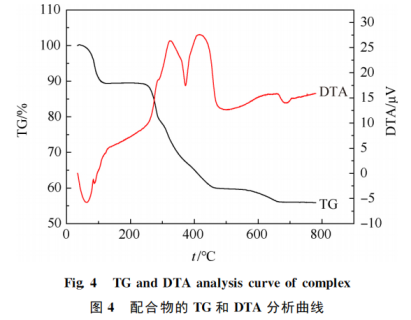 110
100
90
80
70
60
50
TG/%
30
25
20
15
10
5
0
−5
−10
DTA/μV
DTA
TG
0 200 400 600 800
t/°C
Fig. 4 TG and DTA analysis curve of complex
图 4 配合物的 TG 和 DTA 分析曲线